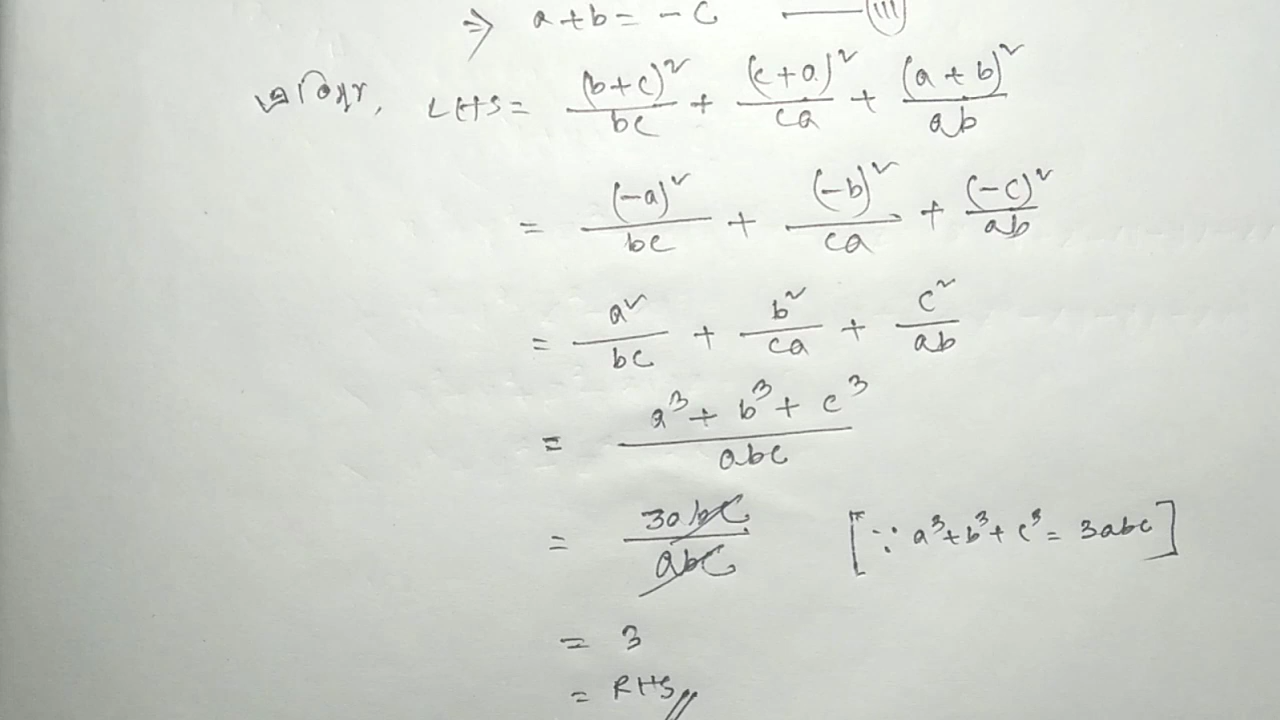 ⇒ a+b = -c ——— (III)
LHS = (b+c)²/bc + (c+a)²/ca + (a+b)²/ab
= (-a)²/bc + (-b)²/ca + (-c)²/ab
= a²/bc + b²/ca + c²/ab
= a³+b³+c³/abc
= 3abc/abc [∵ a³+b³+c³ = 3abc]
= 3
= RHS//